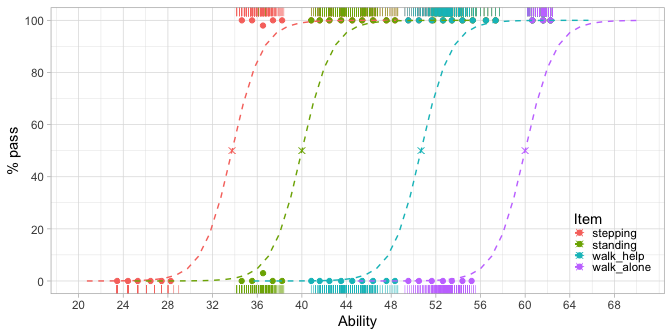 100
80
60
40
20
0
% pass
20 24 28 32 36 40 44 48 52 56 60 64 68
Ability
Item
stepping
standing
walk_help
walk_alone